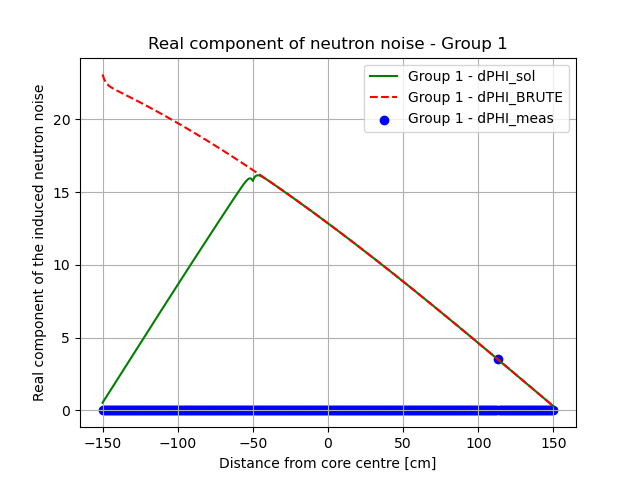 Real component of neutron noise - Group 1
Group 1 - dPHI_sol
Group 1 - dPHI_BRUTE
Group 1 - dPHI_meas
Real component of the induced neutron noise
20
15
10
5
0
−150 −100 −50 0 50 100 150
Distance from core centre [cm]